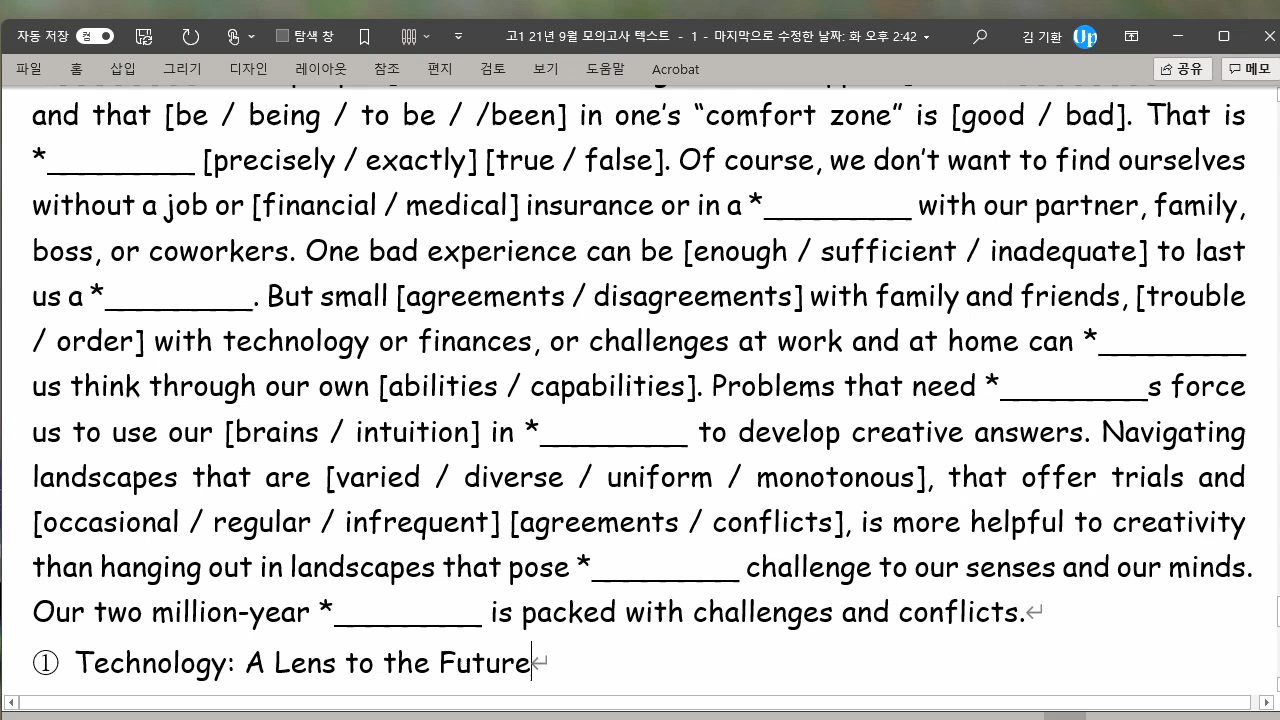 자동 저장 컴 탐색 창 고1 21년 9월 모의고사 텍스트 - 1 - 마지막으로 수정한 날짜: 화 오후 2:42 김 기환 Up
파일 홈 삽입 그리기 디자인 레이아웃 참조 편지 검토 보기 도움말 Acrobat 공유 메모
and that [be / being / to be / /been] in one’s “comfort zone” is [good / bad]. That is
*_________ [precisely / exactly] [true / false]. Of course, we don’t want to find ourselves
without a job or [financial / medical] insurance or in a *_________ with our partner, family,
boss, or coworkers. One bad experience can be [enough / sufficient / inadequate] to last
us a *_________. But small [agreements / disagreements] with family and friends, [trouble
/ order] with technology or finances, or challenges at work and at home can *_________
us think through our own [abilities / capabilities]. Problems that need *_________s force
us to use our [brains / intuition] in *_________ to develop creative answers. Navigating
landscapes that are [varied / diverse / uniform / monotonous], that offer trials and
[occasional / regular / infrequent] [agreements / conflicts], is more helpful to creativity
than hanging out in landscapes that pose *_________ challenge to our senses and our minds.
Our two million-year *_________ is packed with challenges and conflicts.
① Technology: A Lens to the Future